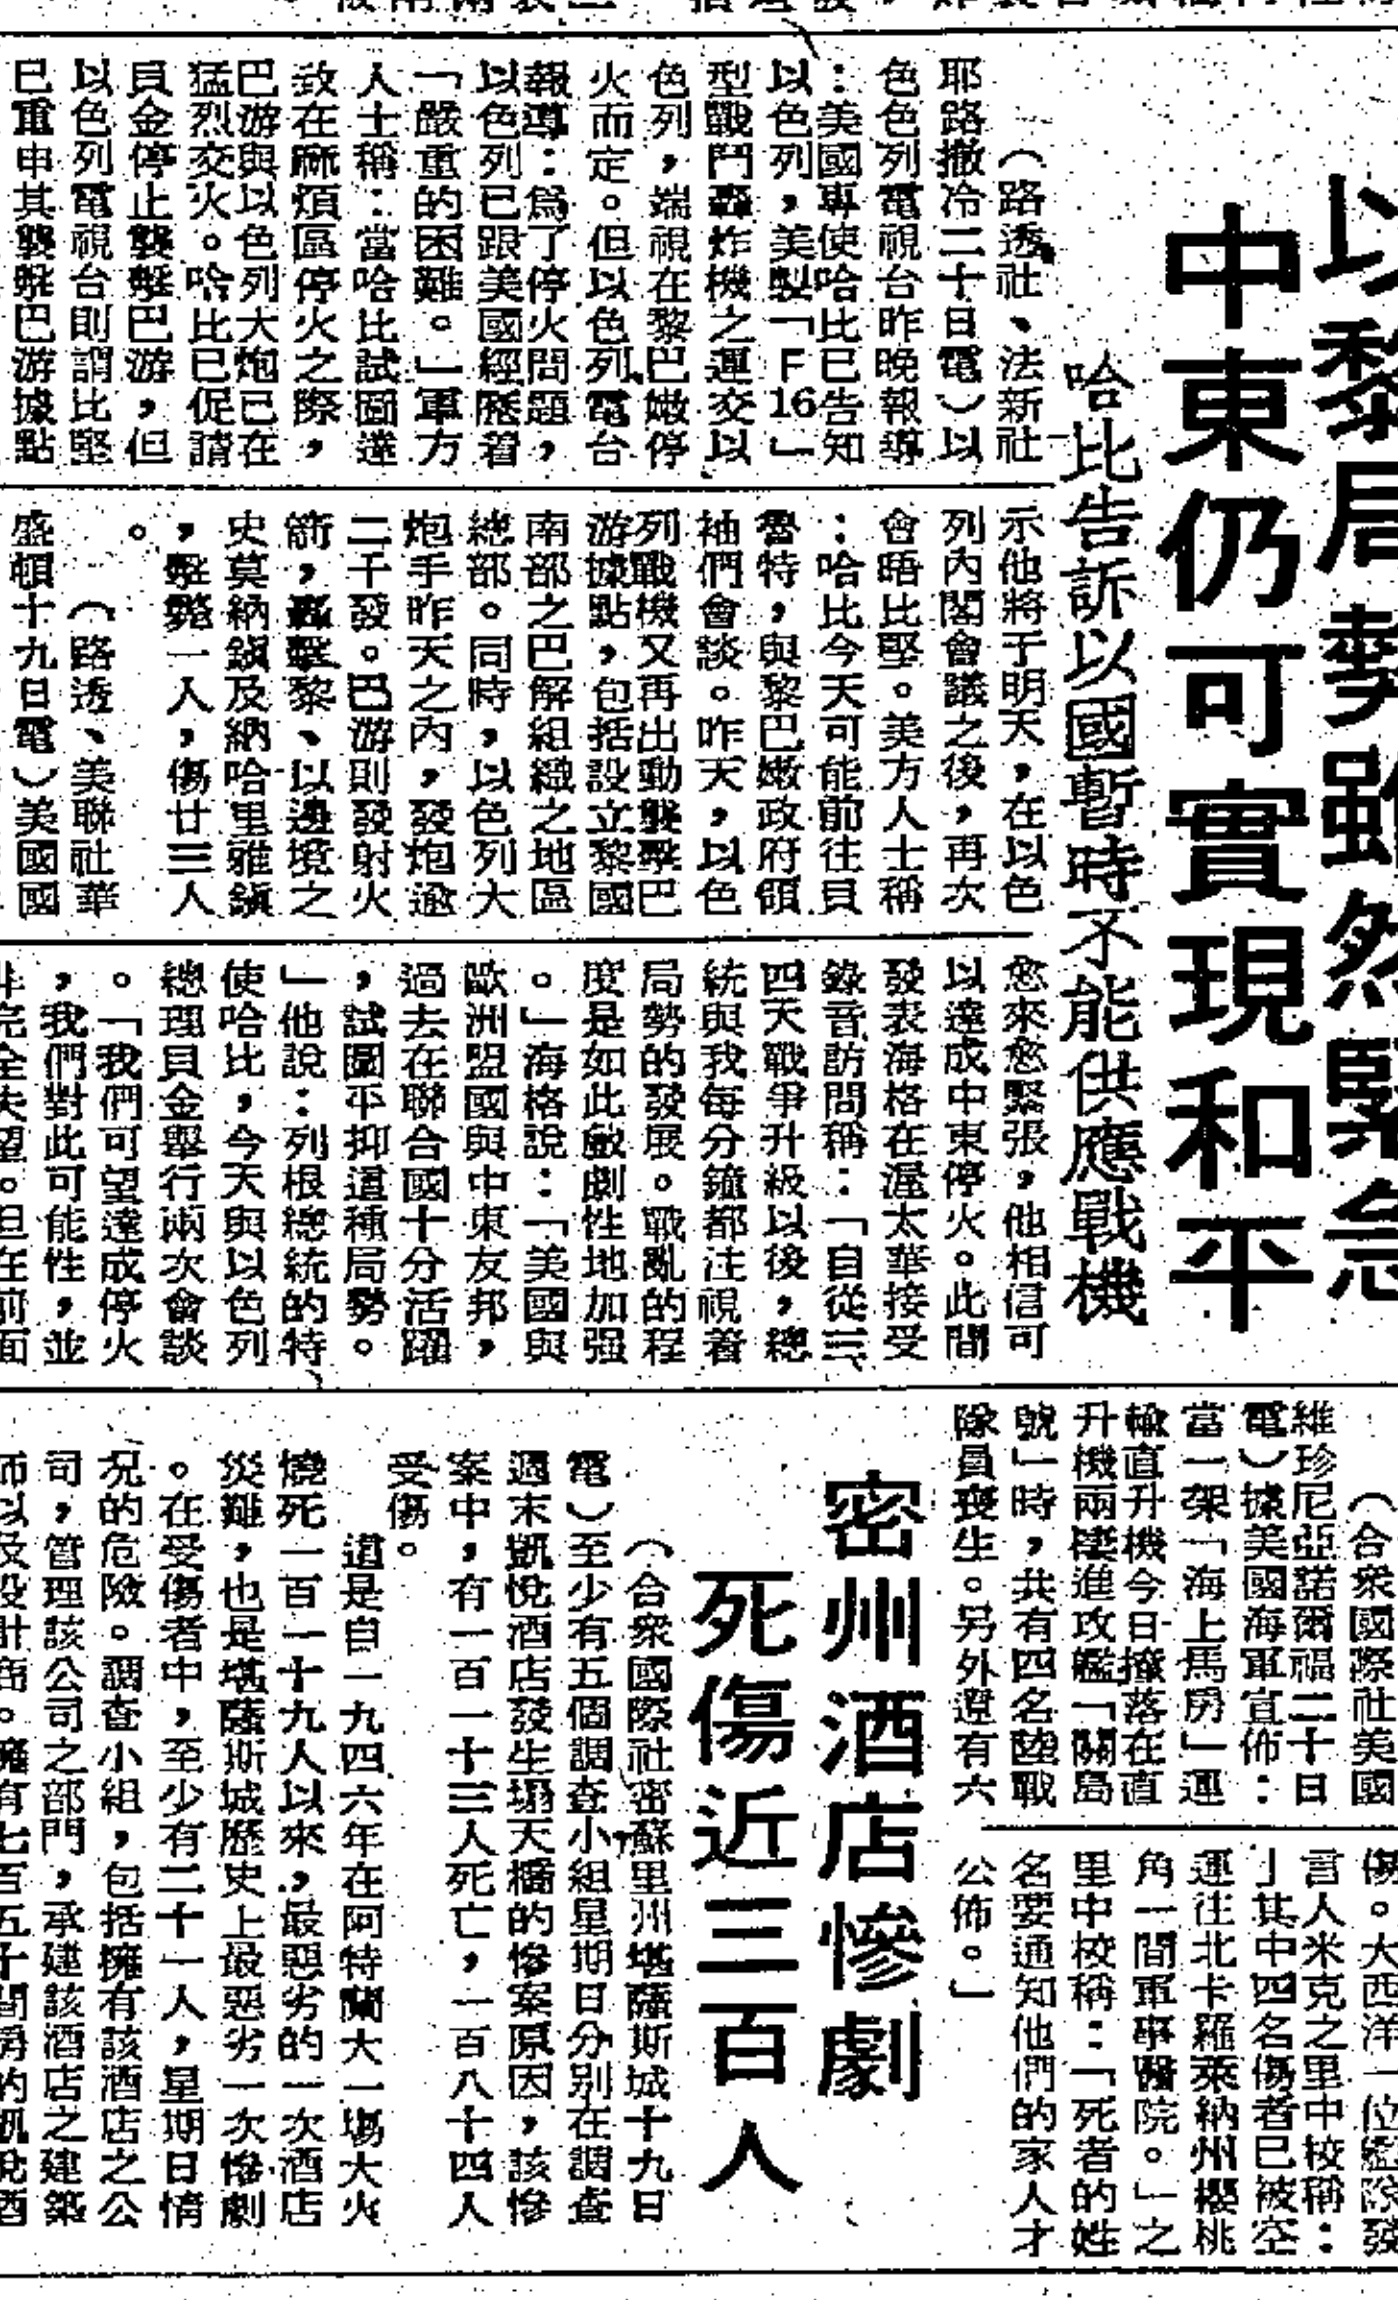 以黎局勢雖然緊急
中東仍可實現和平
哈比告訴以國暫時不能供應戰機
（路透社、法新社
耶路撒冷二十日電）以
色色列電視台昨晚報導
：美國專使哈比已告知
以色列，美製「F16」
型戰鬥轟炸機之運交以
色列，端視在黎巴嫩停
火而定。但以色列電台
報導：為了停火問題，
以色列已跟美國經歷着
「嚴重的困難。」軍方
人士稱：當哈比試圖達
致在麻煩區停火之際，
巴游與以色列大炮已在
猛烈交火。哈比已促請
貝金停止襲擊巴游，但
以色列電視台則謂比堅
已重申其襲擊巴游據點
示他將于明天，在以色
列內閣會議之後，再次
會晤比堅。美方人士稱
：哈比今天可能前往貝
魯特，與黎巴嫩政府領
袖們會談。昨天，以色
列戰機又再出動襲擊巴
游據點，包括設立黎國
南部之巴解組織之地區
總部。同時，以色列大
炮手昨天之內，發炮逾
二千發。巴游則發射火
箭，轟擊黎、以邊境之
史莫納鎮及納哈里雅鎮
，擊斃一人，傷廿三人
。
（路透、美聯社華
盛頓十九日電）美國國
愈來愈緊張，他相信可
以達成中東停火。此間
發表海格在渥太華接受
錄音訪問稱：「自從三
四天戰爭升級以後，總
統與我每分鐘都注視着
局勢的發展。戰亂的程
度是如此戲劇性地加强
。」海格說：「美國與
歐洲盟國與中東友邦，
過去在聯合國十分活躍
，試圖平抑這種局勢。
」他說：列根總統的特
使哈比，今天與以色列
總理貝金舉行兩次會談
。「我們可望達成停火
，我們對此可能性，並
非完全失望。但在前面
（合衆國際社美國
維珍尼亞諾爾福二十日
電）據美國海軍宣佈：
當一架「海上馬房」運
輸直升機今日撞落在直
升機兩棲進攻艦「關島
號」時，共有四名陸戰
隊員喪生。另外還有六
傷。大西洋一位艦隊發
言人米克之里中校稱：
」其中四名傷者已被空
運往北卡羅萊納州櫻桃
角一間軍事醫院。」之
里中校稱：「死者的姓
名要通知他們的家人才
公佈。」
密州酒店慘劇
死傷近三百人
（合衆國際社密蘇里州堪薩斯城十九日
電）至少有五個調查小組星期日分別在調查
週末凱悅酒店發生塌天橋的慘案原因，該慘
案中，有一百一十三人死亡，一百八十四人
受傷。
這是自一九四六年在阿特蘭大一場大火
燒死一百一十九人以來，最惡劣的一次酒店
災難，也是堪薩斯城歷史上最惡劣一次慘劇
。在受傷者中，至少有二十一人，星期日情
況的危險。調查小組，包括擁有該酒店之公
司，管理該公司之部門，承建該酒店之建築
師以及設計商。擁有七百五十間房的凱悅酒